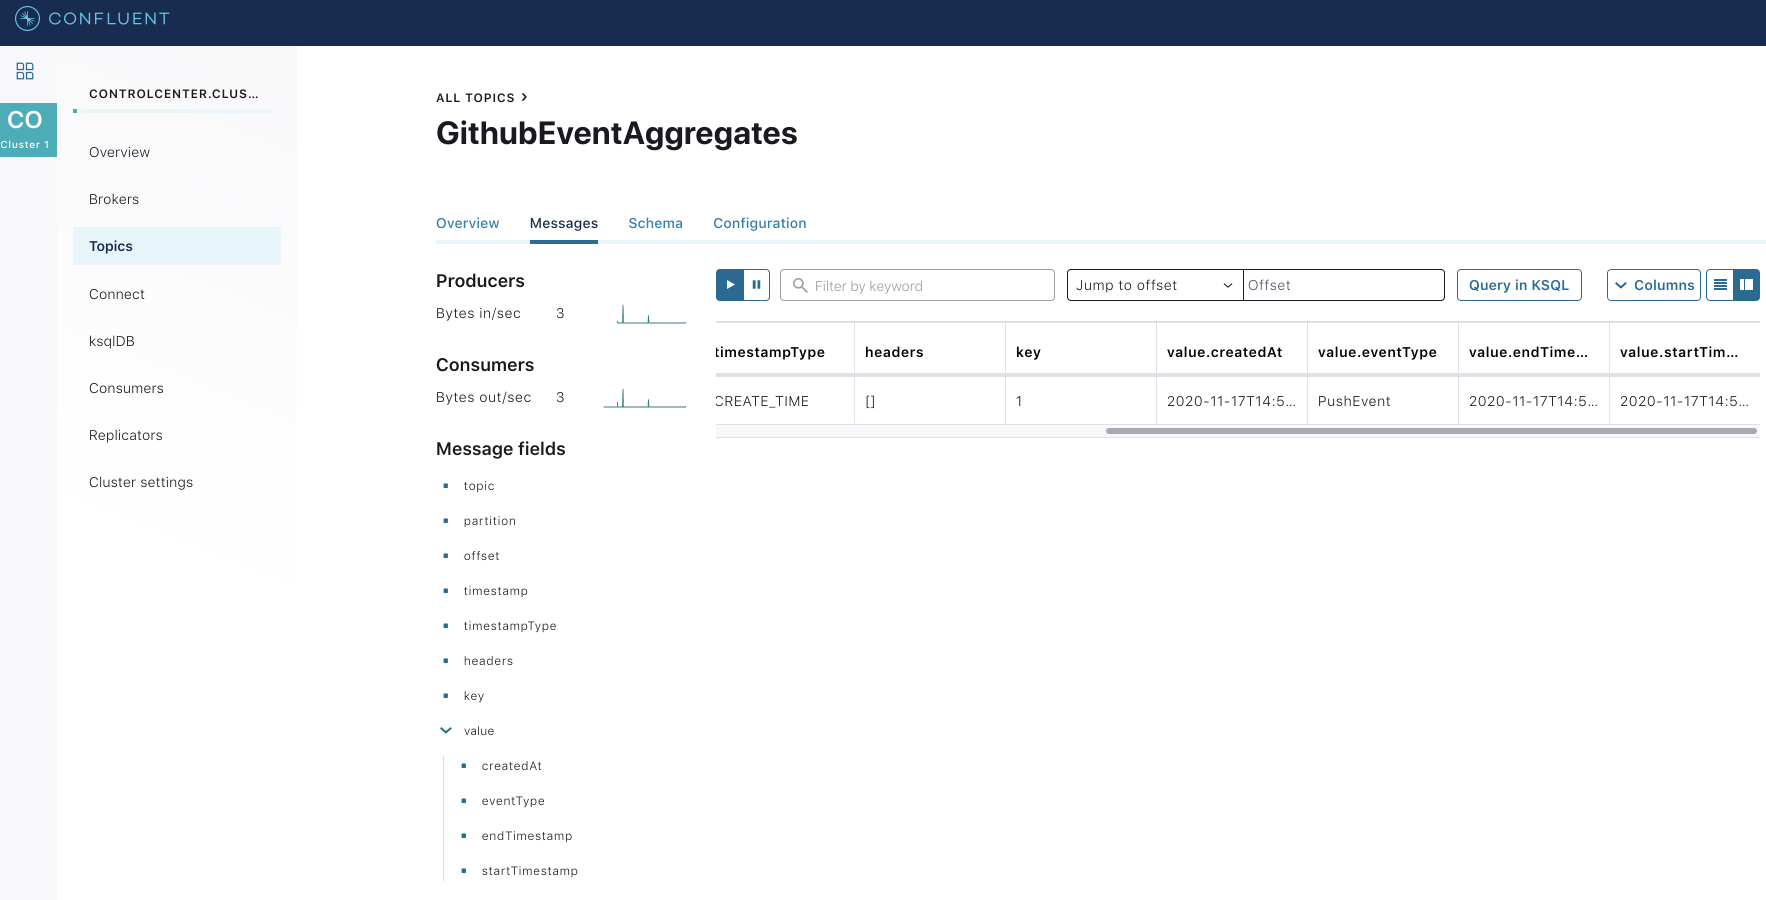 CONFLUENT
CO
Cluster 1
CONTROLCENTER.CLUS...
Overview
Brokers
Topics
Connect
ksqlDB
Consumers
Replicators
Cluster settings
ALL TOPICS >
GithubEventAggregates
Overview Messages Schema Configuration
Producers
Bytes in/sec 3
Consumers
Bytes out/sec 3
Message fields
topic
partition
offset
timestamp
timestampType
headers
key
value
createdAt
eventType
endTimestamp
startTimestamp
Filter by keyword Jump to offset Offset Query in KSQL Columns
timestampType headers key value.createdAt value.eventType value.endTime... value.startTim...
CREATE_TIME [] 1 2020-11-17T14:5... PushEvent 2020-11-17T14:5... 2020-11-17T14:5...